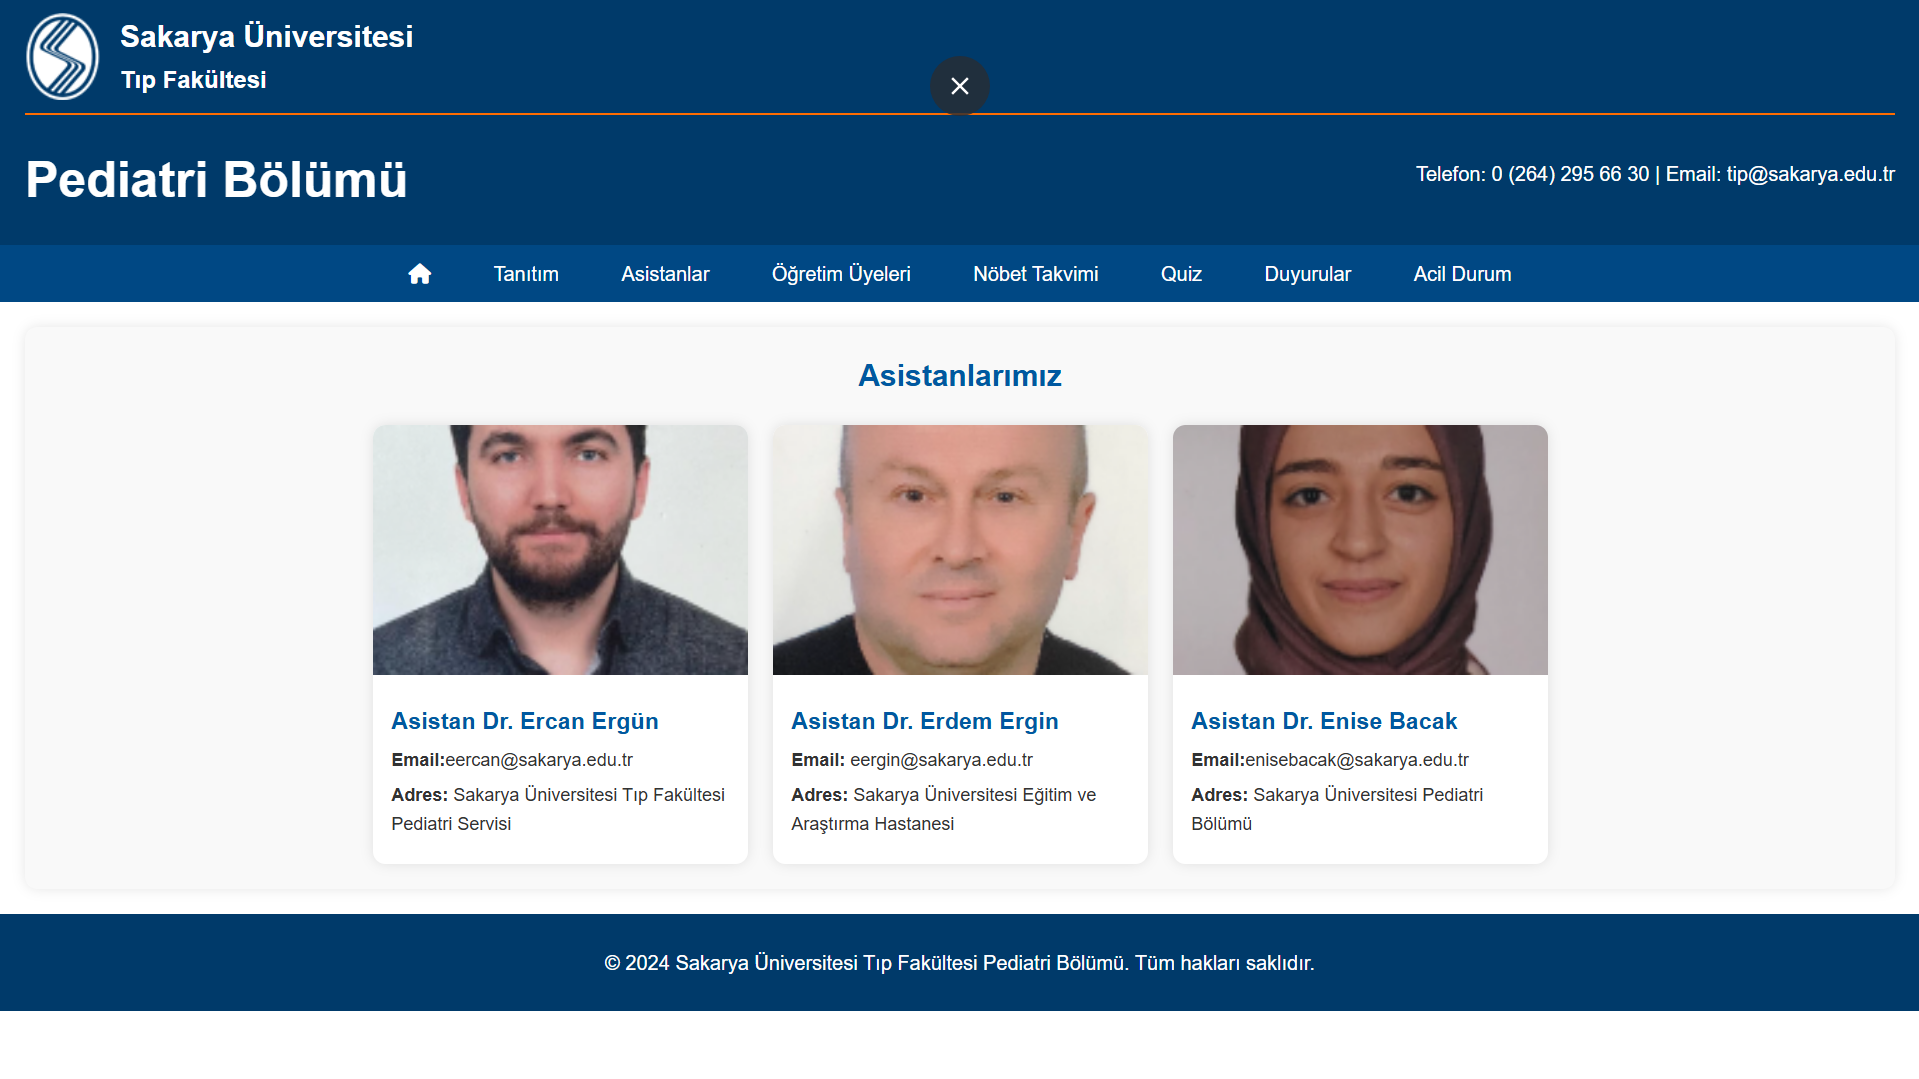 Sakarya Üniversitesi
Tıp Fakültesi
Pediatri Bölümü
Telefon: 0 (264) 295 66 30 | Email: tip@sakarya.edu.tr
Tanıtım
Asistanlar
Öğretim Üyeleri
Nöbet Takvimi
Quiz
Duyurular
Acil Durum
Asistanlarımız
Asistan Dr. Ercan Ergün
Email:eercan@sakarya.edu.tr
Adres: Sakarya Üniversitesi Tıp Fakültesi
Pediatri Servisi
Asistan Dr. Erdem Ergin
Email: eergin@sakarya.edu.tr
Adres: Sakarya Üniversitesi Eğitim ve
Araştırma Hastanesi
Asistan Dr. Enise Bacak
Email:enisebacak@sakarya.edu.tr
Adres: Sakarya Üniversitesi Pediatri
Bölümü
© 2024 Sakarya Üniversitesi Tıp Fakültesi Pediatri Bölümü. Tüm hakları saklıdır.